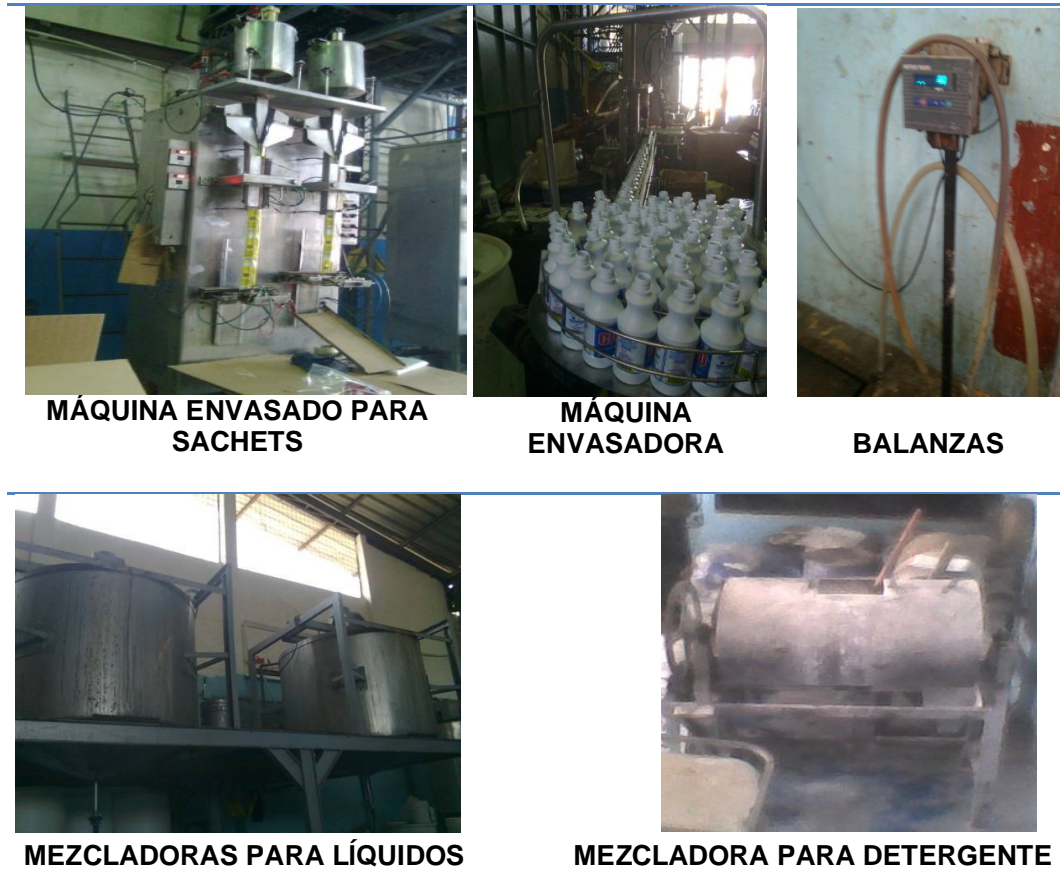 MÁQUINA ENVASADO PARA
SACHETS
MÁQUINA
ENVASADORA
BALANZAS
MEZCLADORAS PARA LÍQUIDOS
MEZCLADORA PARA DETERGENTE